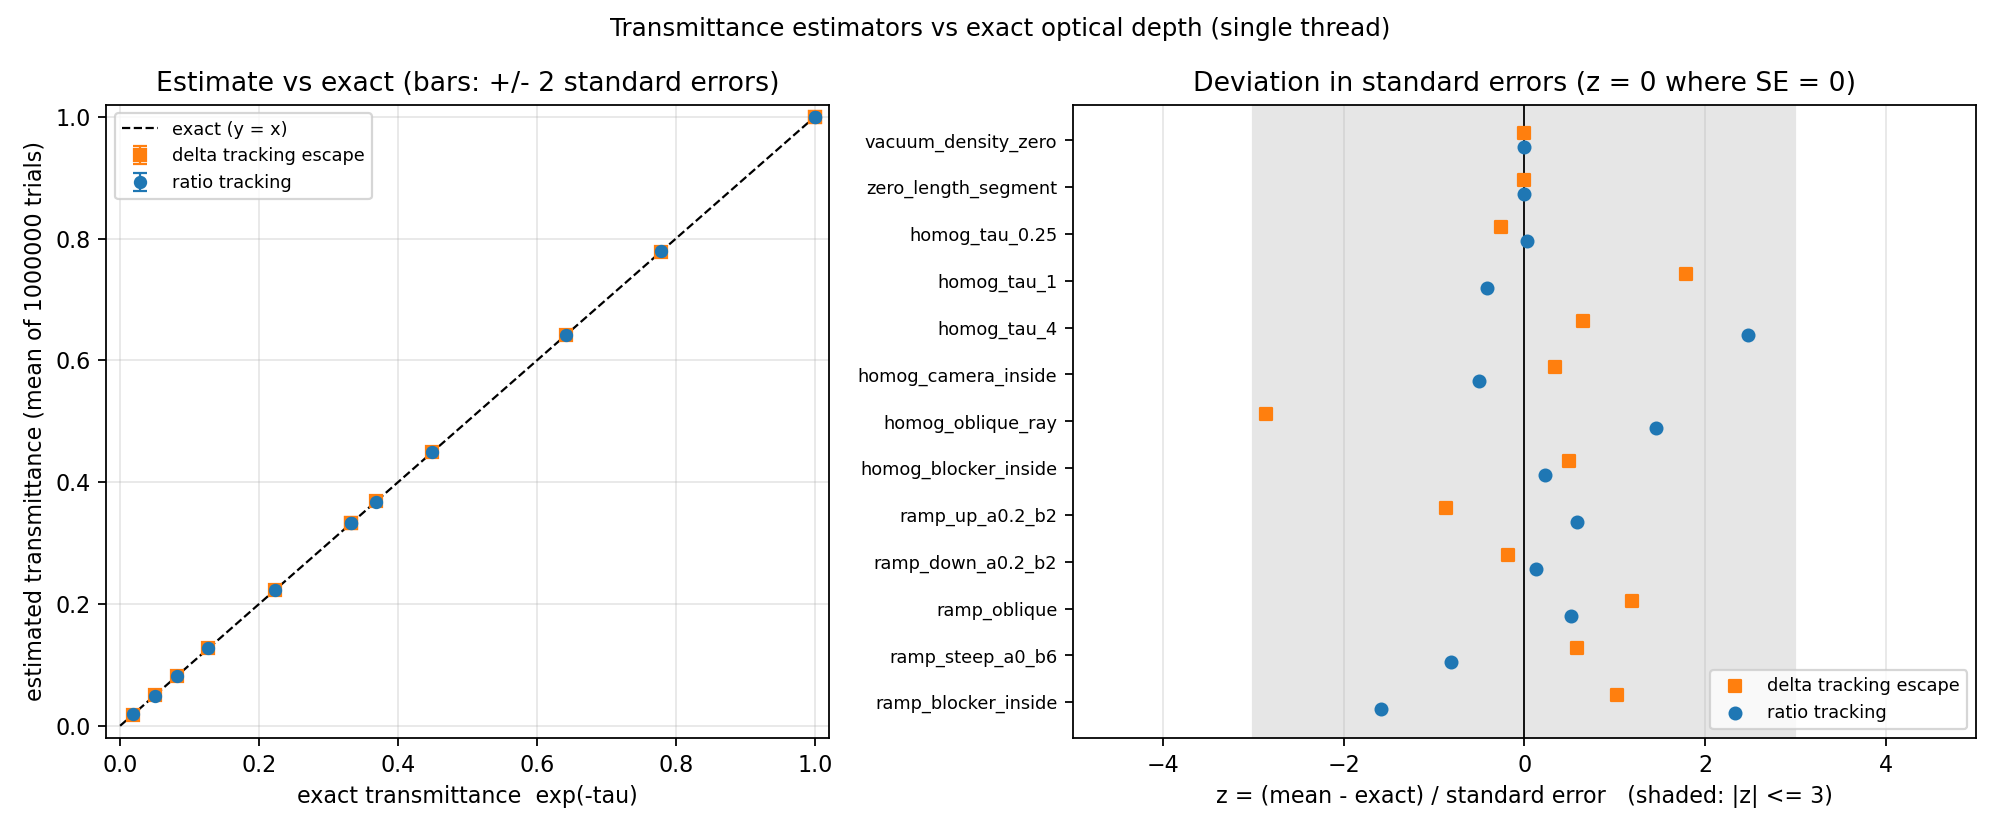 Transmittance estimators vs exact optical depth (single thread)
Estimate vs exact (bars: +/- 2 standard errors)
estimated transmittance (mean of 1000000 trials)
1.0
0.8
0.6
0.4
0.2
0.0
exact (y = x)
delta tracking escape
ratio tracking
0.0 0.2 0.4 0.6 0.8 1.0
exact transmittance exp(-tau)
Deviation in standard errors (z = 0 where SE = 0)
vacuum_density_zero
zero_length_segment
homog_tau_0.25
homog_tau_1
homog_tau_4
homog_camera_inside
homog_oblique_ray
homog_blocker_inside
ramp_up_a0.2_b2
ramp_down_a0.2_b2
ramp_oblique
ramp_steep_a0_b6
ramp_blocker_inside
delta tracking escape
ratio tracking
−4 −2 0 2 4
z = (mean - exact) / standard error (shaded: |z| <= 3)